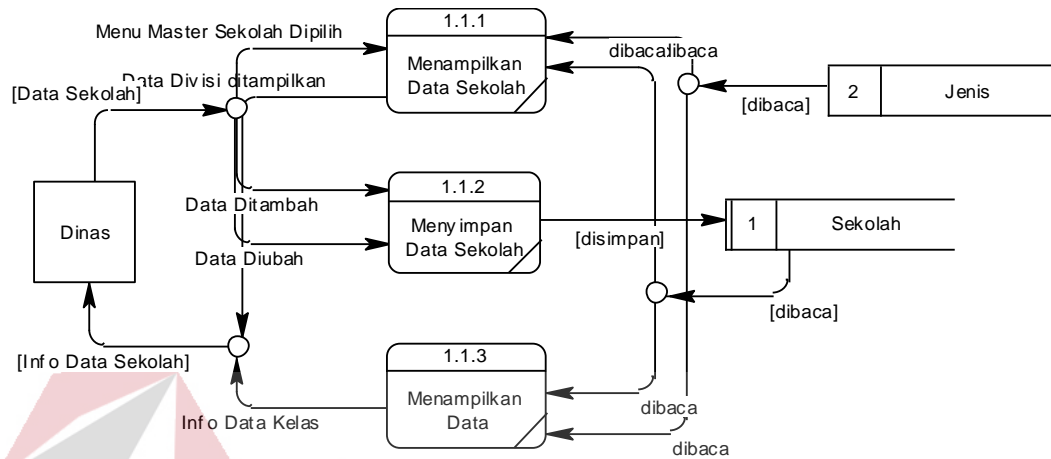 1.1.1
Menu Master Sekolah Dipilih
dibaca
dibaca
Menampilkan
Data Sekolah
Data Divisi ditampilkan
[Data Sekolah]
2
Jenis
[dibaca]
1.1.2
Data Ditambah
Dinas
Menyimpan
Data Sekolah
[disimpan]
1
Sekolah
Data Diubah
[dibaca]
1.1.3
[Info Data Sekolah]
Menampilkan
Data
dibaca
Info Data Kelas
dibaca